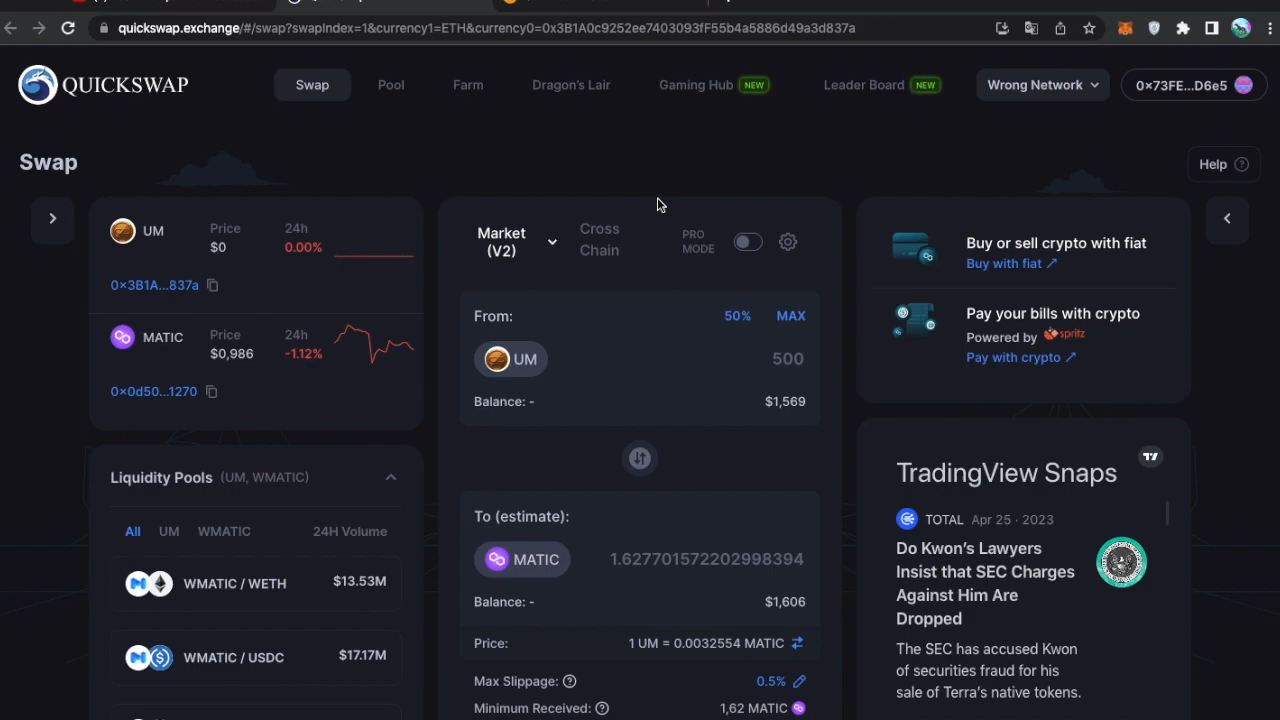 quickswap.exchange/#/swap?swapIndex=1&currency1=ETH&currency0=0x3B1A0c9252ee7403093fF55b4a5886d49a3d837a
QUICKSWAP
Swap
Pool
Farm
Dragon's Lair
Gaming Hub NEW
Leader Board NEW
Wrong Network
0x73FE...D6e5
Swap
Help
UM
Price
$0
24h
0.00%
0x3B1A...837a
MATIC
Price
$0,986
24h
-1.12%
0x0d50...1270
Liquidity Pools (UM, WMATIC)
All UM WMATIC 24H Volume
WMATIC / WETH $13.53M
WMATIC / USDC $17.17M
Market
(V2)
Cross
Chain
PRO
MODE
From: 50% MAX
UM 500
Balance: - $1,569
To (estimate):
MATIC 1.627701572202998394
Balance: - $1,606
Price: 1 UM = 0.0032554 MATIC
Max Slippage: 0.5%
Minimum Received: 1,62 MATIC
Buy or sell crypto with fiat
Buy with fiat
Pay your bills with crypto
Powered by spritz
Pay with crypto
TradingView Snaps
TOTAL Apr 25 · 2023
Do Kwon's Lawyers
Insist that SEC Charges
Against Him Are
Dropped
The SEC has accused Kwon
of securities fraud for his
sale of Terra's native tokens.